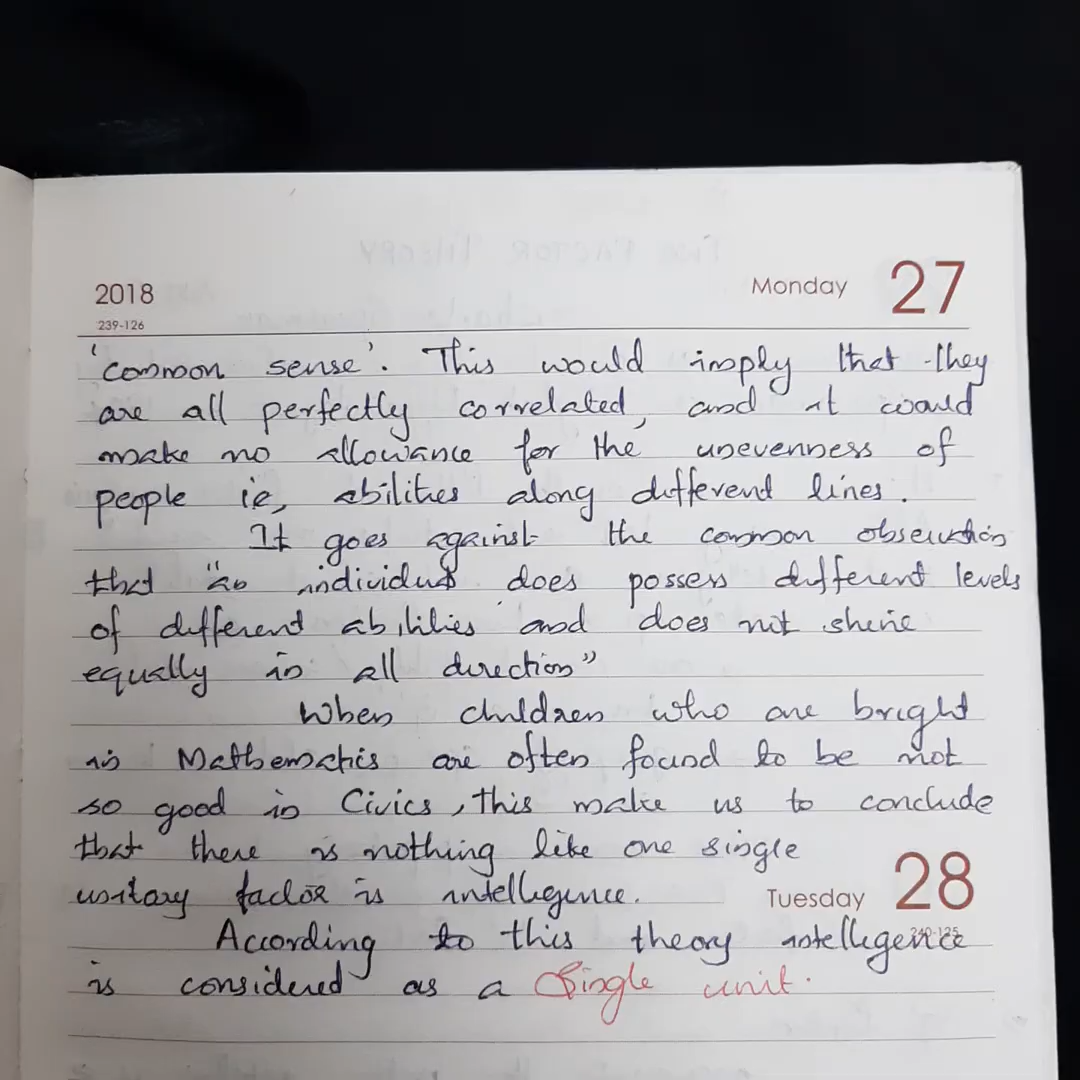 2018
Monday 27
239-126
'common sense'. This would imply that they
are all perfectly correlated, and it would
make no allowance for the unevenness of
people ie, abilities along different lines.
It goes against the common observation
that "an individual does possess different levels
of different abilities and does not shine
equally in all direction"
When children who are bright
in Mathematics are often found to be not
so good in Civics, this make us to conclude
that there is nothing like one single
unitary factor is intelligence.
Tuesday 28
240-125
According to this theory intelligence
is considered as a Single unit.